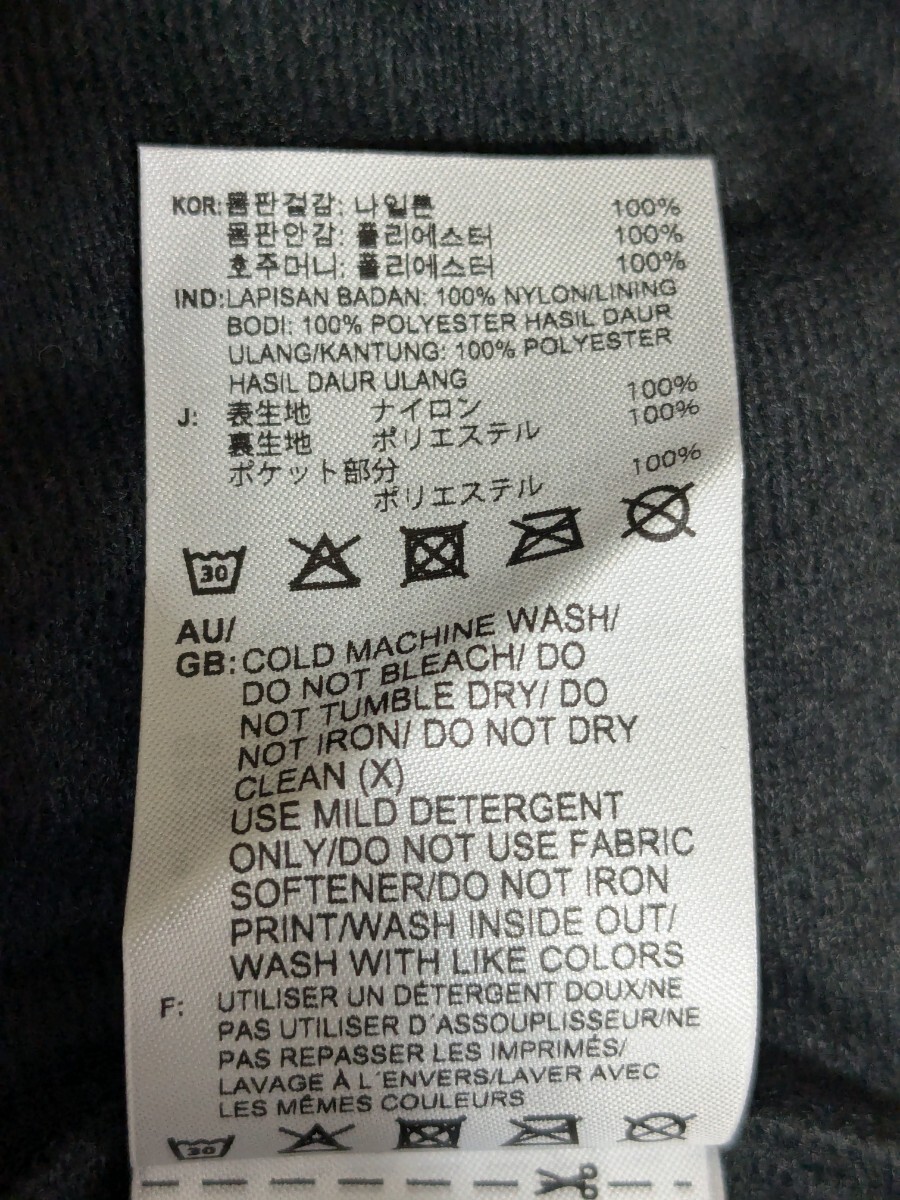 KOR: 몸판겉감: 나일론 100%
몸판안감: 폴리에스터 100%
호주머니: 폴리에스터 100%
IND: LAPISAN BADAN: 100% NYLON/LINING
BODI: 100% POLYESTER HASIL DAUR
ULANG/KANTUNG: 100% POLYESTER
HASIL DAUR ULANG
J: 表生地 ナイロン 100%
裏生地 ポリエステル 100%
ポケット部分
ポリエステル 100%
30
AU/
GB: COLD MACHINE WASH/
DO NOT BLEACH/ DO
NOT TUMBLE DRY/ DO
NOT IRON/ DO NOT DRY
CLEAN (X)
USE MILD DETERGENT
ONLY/DO NOT USE FABRIC
SOFTENER/DO NOT IRON
PRINT/WASH INSIDE OUT/
WASH WITH LIKE COLORS
F: UTILISER UN DÉTERGENT DOUX/NE
PAS UTILISER D'ASSOUPLISSEUR/NE
PAS REPASSER LES IMPRIMÉS/
LAVAGE À L'ENVERS/LAVER AVEC
LES MÊMES COULEURS
30